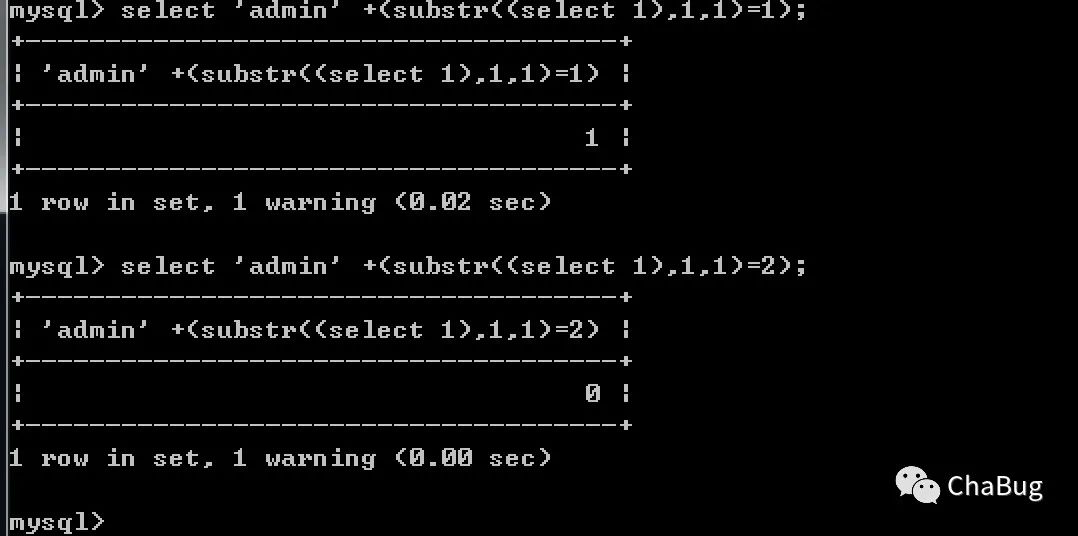 mysql> select 'admin' +(substr((select 1),1,1)=1);
+-------------------------------------+
| 'admin' +(substr((select 1),1,1)=1) |
+-------------------------------------+
|                                   1 |
+-------------------------------------+
1 row in set, 1 warning (0.02 sec)
mysql> select 'admin' +(substr((select 1),1,1)=2);
+-------------------------------------+
| 'admin' +(substr((select 1),1,1)=2) |
+-------------------------------------+
|                                   0 |
+-------------------------------------+
1 row in set, 1 warning (0.00 sec)
ChaBug
mysql>